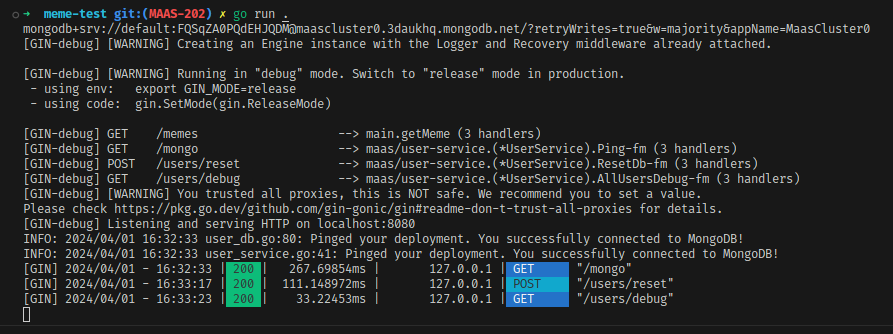 → meme-test git:(MAAS-202) ✗ go run .
mongodb+srv://default:FQSqZA0PQdEHJQDM@maascluster0.3daukhq.mongodb.net/?retryWrites=true&w=majority&appName=MaasCluster0
[GIN-debug] [WARNING] Creating an Engine instance with the Logger and Recovery middleware already attached.

[GIN-debug] [WARNING] Running in "debug" mode. Switch to "release" mode in production.
 - using env:   export GIN_MODE=release
 - using code:  gin.SetMode(gin.ReleaseMode)

[GIN-debug] GET    /memes                    --> main.getMeme (3 handlers)
[GIN-debug] GET    /mongo                    --> maas/user-service.(*UserService).Ping-fm (3 handlers)
[GIN-debug] POST   /users/reset              --> maas/user-service.(*UserService).ResetDb-fm (3 handlers)
[GIN-debug] GET    /users/debug              --> maas/user-service.(*UserService).AllUsersDebug-fm (3 handlers)
[GIN-debug] [WARNING] You trusted all proxies, this is NOT safe. We recommend you to set a value.
Please check https://pkg.go.dev/github.com/gin-gonic/gin#readme-don-t-trust-all-proxies for details.
[GIN-debug] Listening and serving HTTP on localhost:8080
INFO: 2024/04/01 16:32:33 user_db.go:80: Pinged your deployment. You successfully connected to MongoDB!
INFO: 2024/04/01 16:32:33 user_service.go:41: Pinged your deployment. You successfully connected to MongoDB!
[GIN] 2024/04/01 - 16:32:33 | 200 |   267.69854ms |       127.0.0.1 | GET      "/mongo"
[GIN] 2024/04/01 - 16:33:17 | 200 |  111.148972ms |       127.0.0.1 | POST     "/users/reset"
[GIN] 2024/04/01 - 16:33:23 | 200 |    33.22453ms |       127.0.0.1 | GET      "/users/debug"